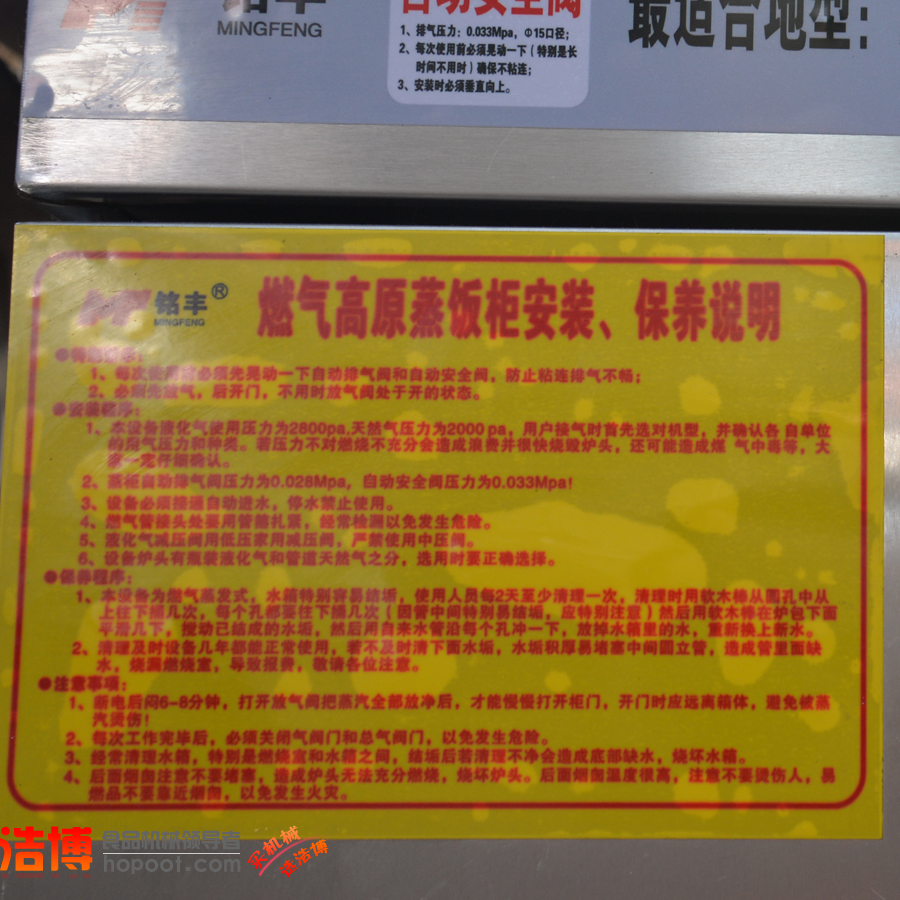 铭丰
MINGFENG
自动安全阀
1、排气压力：0.033Mpa，Φ15口径；
2、每次使用前必须晃动一下（特别是长
时间不用时）确保不粘连；
3、安装时必须垂直向上。
最适合地型：
铭丰®
MINGFENG
燃气高原蒸饭柜安装、保养说明
1、每次使用前必须先晃动一下自动排气阀和自动安全阀，防止粘连排气不畅；
2、必须先放气，后开门，不用时放气阀处于开的状态。
●安装程序：
1、本设备液化气使用压力为2800pa，天然气压力为2000pa，用户接气时首先选对机型，并确认各自单位
的用气压力和种类。若压力不对燃烧不充分会造成浪费并很快烧毁炉头，还可能造成煤 气中毒等，大
家一定仔细确认。
2、蒸柜自动排气阀压力为0.028Mpa，自动安全阀压力为0.033Mpa！
3、设备必须接通自动进水，停水禁止使用。
4、燃气管接头处要用管箍扎紧，经常检测以免发生危险。
5、液化气减压阀用低压家用减压阀，严禁使用中压阀。
6、设备炉头有瓶装液化气和管道天然气之分，选用时要正确选择。
●保养程序：
1、本设备为燃气蒸发式，水箱特别容易结垢，使用人员每2天至少清理一次，清理时用软木棒从圆孔中从
上往下捅几次，每个孔都要往下捅几次（圆管中间特别易结垢，应特别注意）然后用软木棒在炉包下面
平扫几下，搅动已结成的水垢，然后用自来水管沿每个孔冲一下，放掉水箱里的水，重新换上新水。
2、清理及时设备几年都能正常使用，若不及时清下面水垢，水垢积厚易堵塞中间圆立管，造成管里面缺
水，烧漏燃烧室，导致报费，敬请各位注意。
●注意事项：
1、断电后闷6-8分钟，打开放气阀把蒸汽全部放净后，才能慢慢打开柜门，开门时应远离箱体，避免被蒸
汽烫伤！
2、每次工作完毕后，必须关闭气阀门和总气阀门，以免发生危险。
3、经常清理水箱，特别是燃烧室和水箱之间，结垢后若清理不净会造成底部缺水，烧坏水箱。
4、后面烟囱注意不要堵塞，造成炉头无法充分燃烧，烧坏炉头。后面烟囱温度很高，注意不要烫伤人，易
燃品不要靠近烟囱，以免发生火灾。
浩博 食品机械领导者
hopoot.com
买机械
选浩博